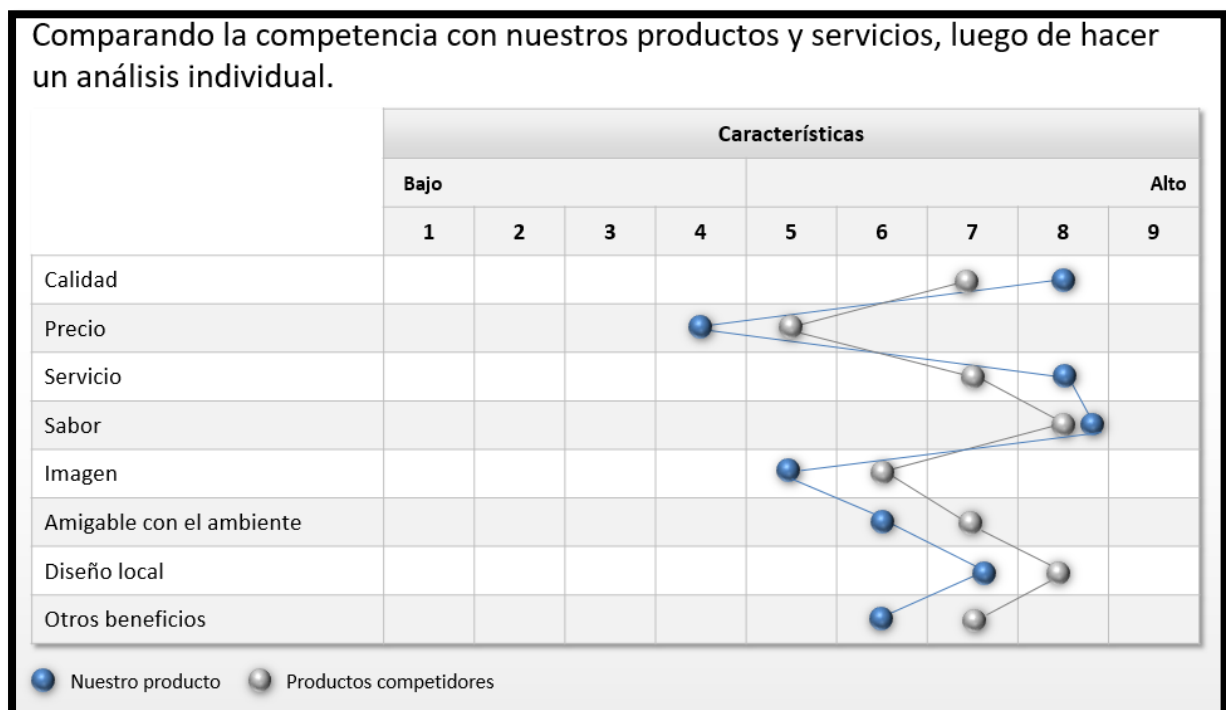 Comparando la competencia con nuestros productos y servicios, luego de hacer
un análisis individual.
Características
Bajo Alto
1 2 3 4 5 6 7 8 9
Calidad
Precio
Servicio
Sabor
Imagen
Amigable con el ambiente
Diseño local
Otros beneficios
Nuestro producto Productos competidores